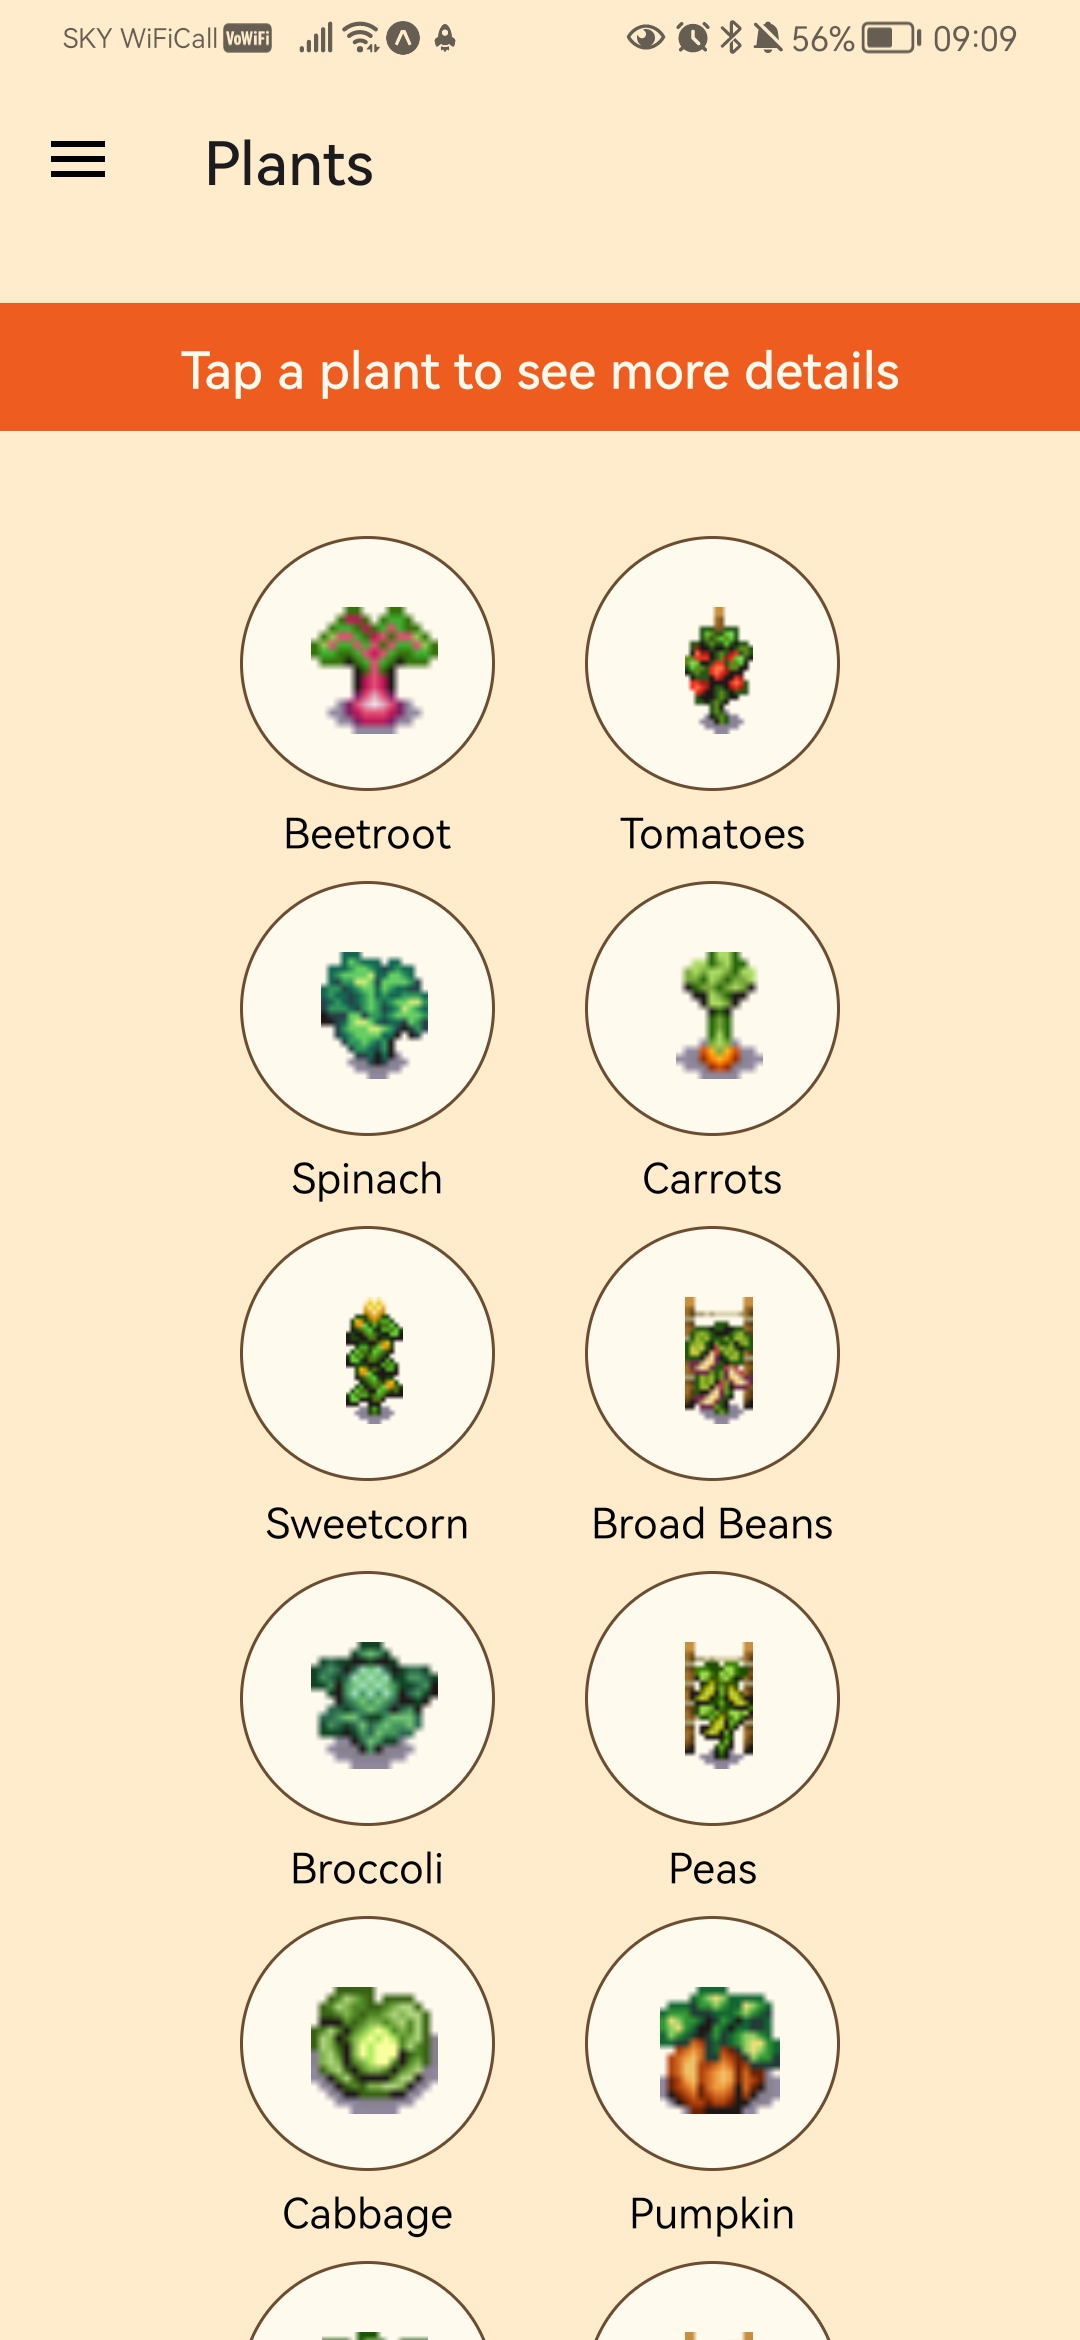 SKY WiFiCall VoWiFi 56% 09:09
Plants
Tap a plant to see more details
Beetroot Tomatoes
Spinach Carrots
Sweetcorn Broad Beans
Broccoli Peas
Cabbage Pumpkin